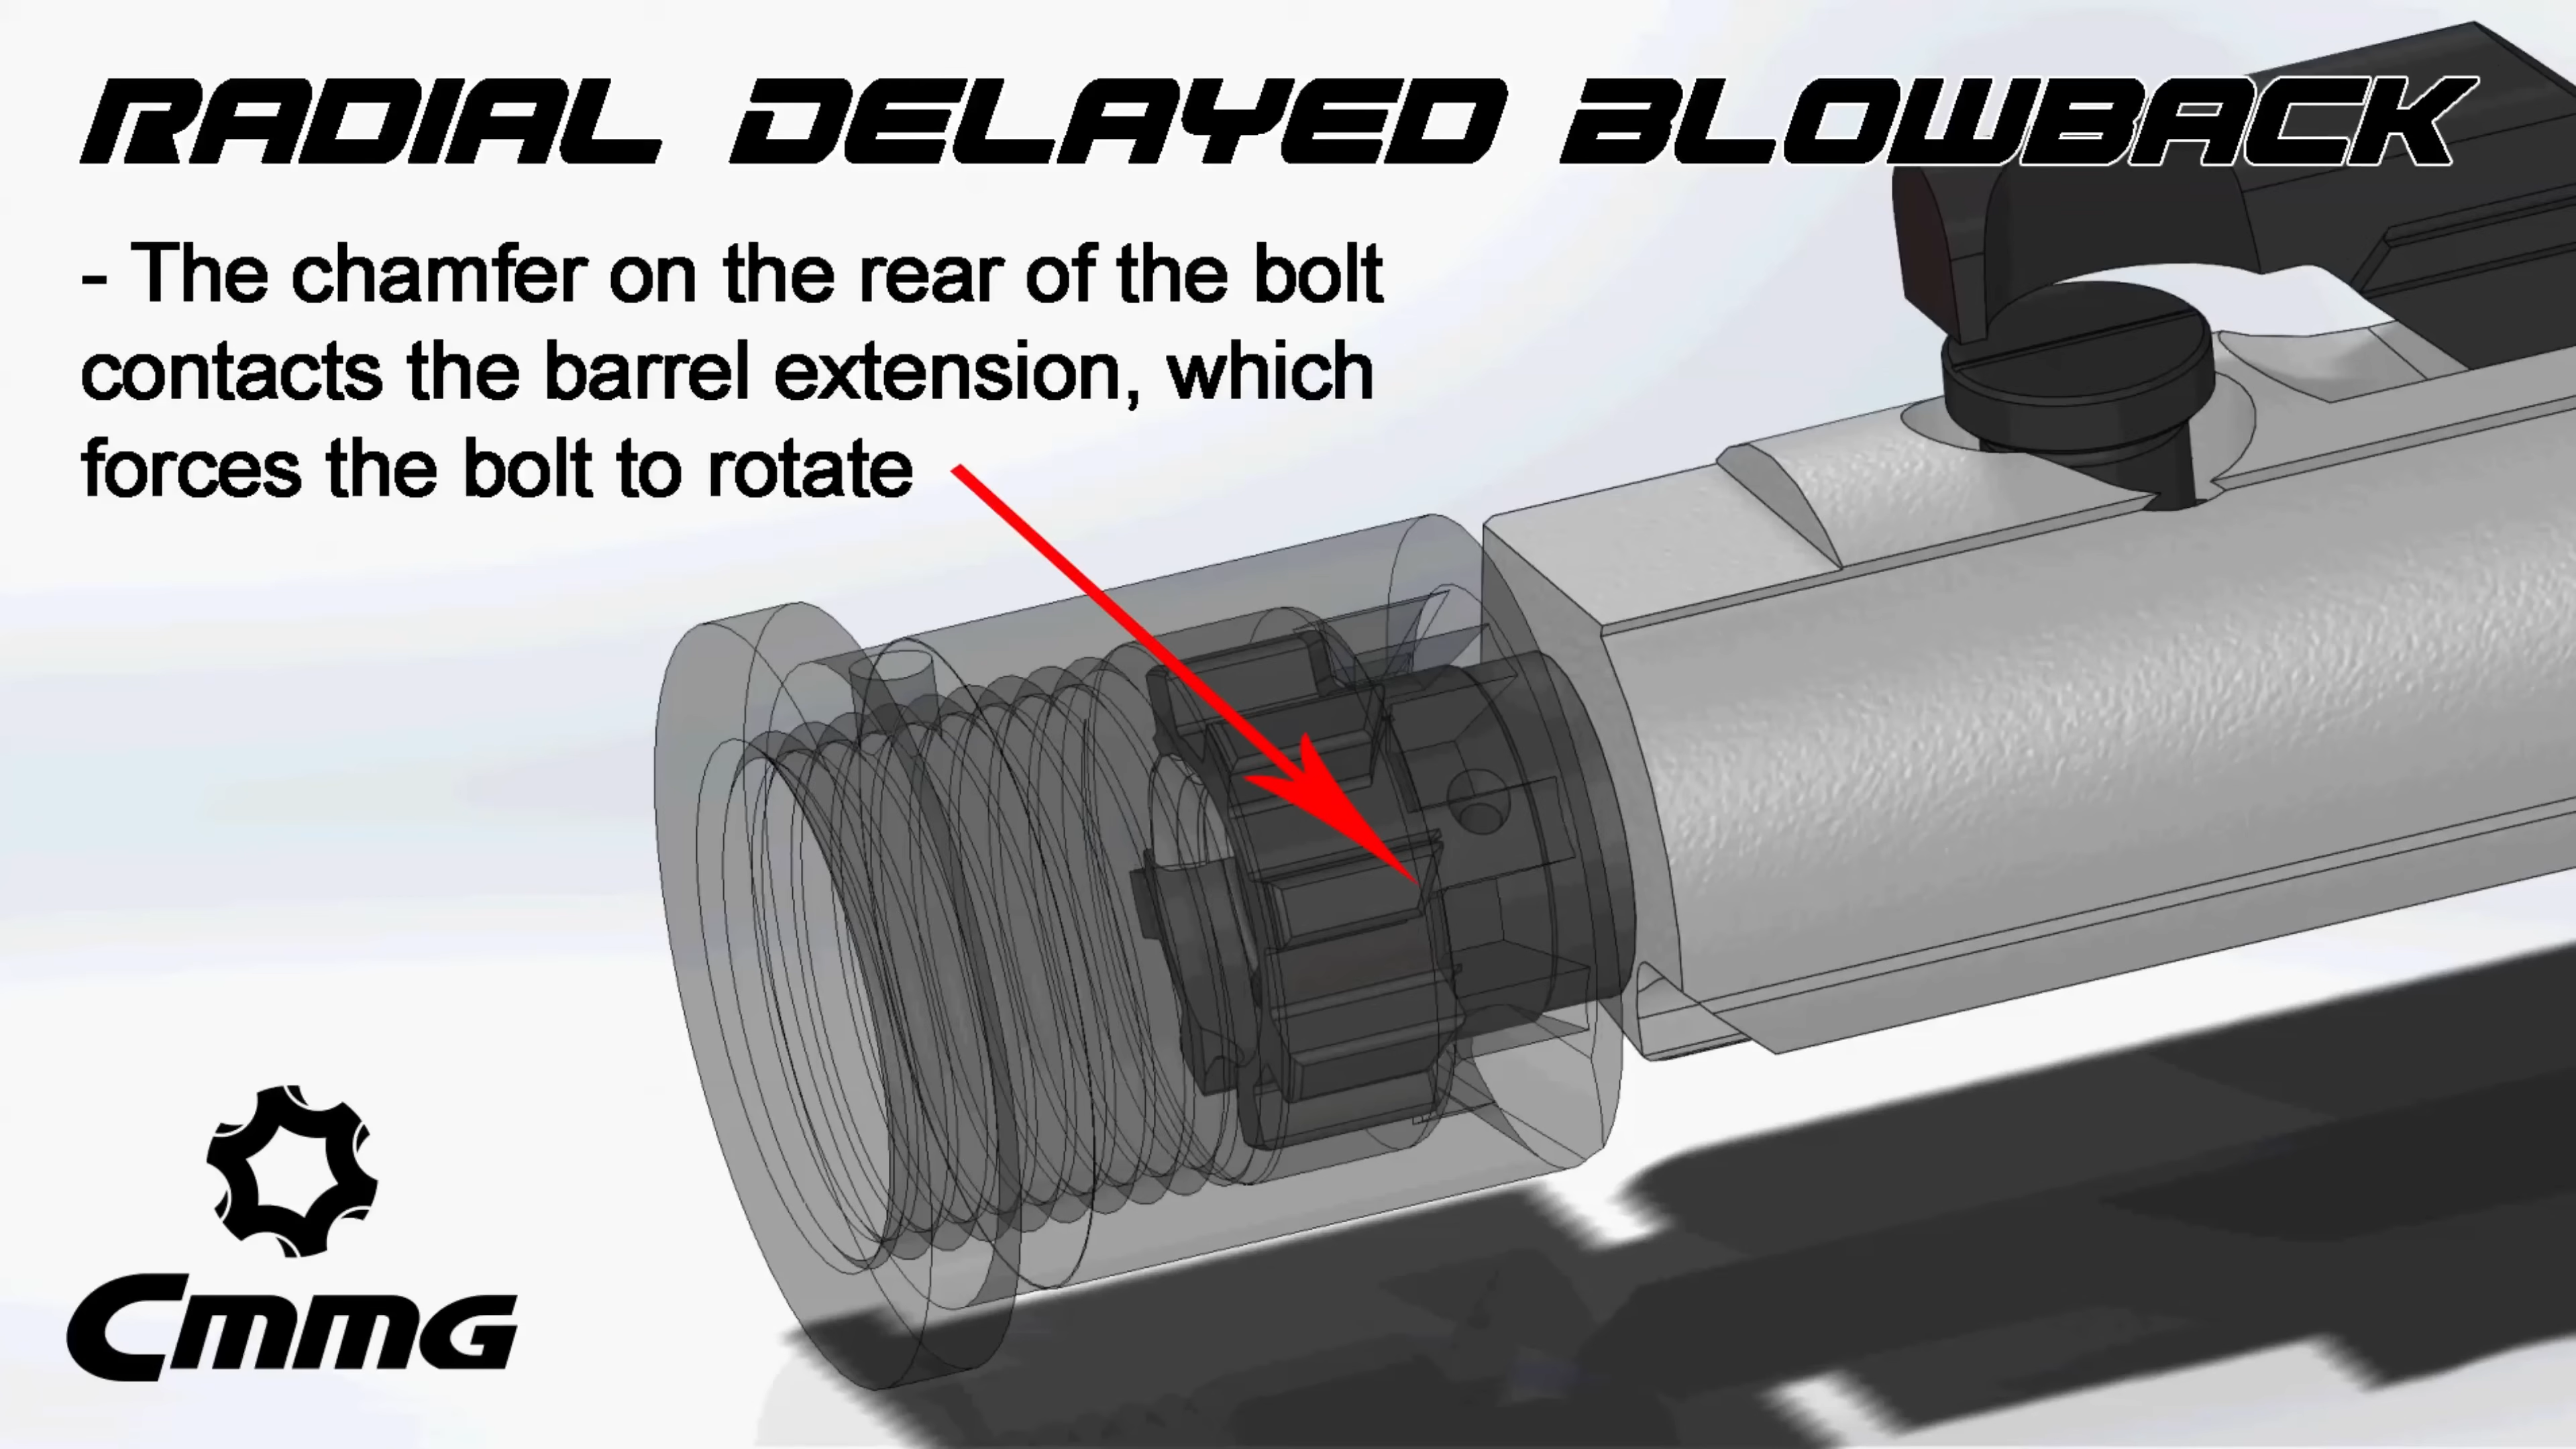 RADIAL DELAYED BLOWBACK
- The chamfer on the rear of the bolt
contacts the barrel extension, which
forces the bolt to rotate
CMMG